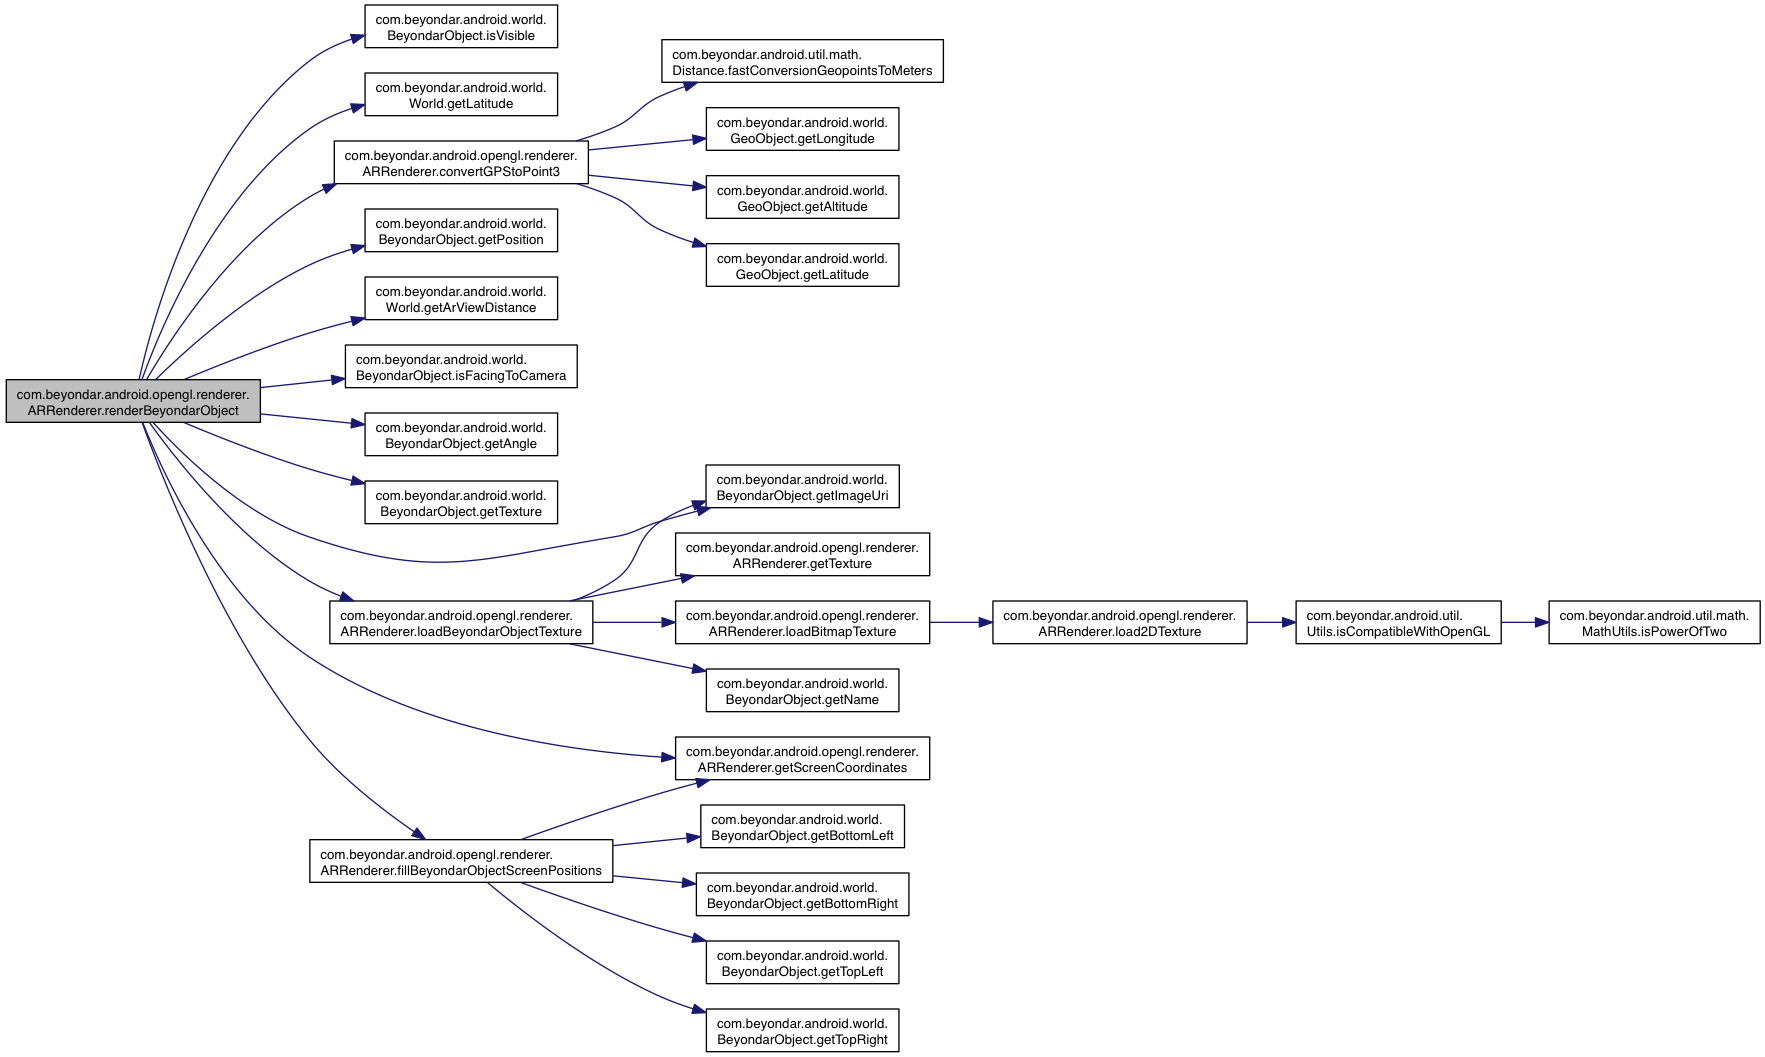 com.beyondar.android.opengl.renderer.
ARRenderer.renderBeyondarObject
com.beyondar.android.world.
BeyondarObject.isVisible
com.beyondar.android.world.
World.getLatitude
com.beyondar.android.opengl.renderer.
ARRenderer.convertGPStoPoint3
com.beyondar.android.world.
BeyondarObject.getPosition
com.beyondar.android.world.
World.getArViewDistance
com.beyondar.android.world.
BeyondarObject.isFacingToCamera
com.beyondar.android.world.
BeyondarObject.getAngle
com.beyondar.android.world.
BeyondarObject.getTexture
com.beyondar.android.opengl.renderer.
ARRenderer.loadBeyondarObjectTexture
com.beyondar.android.opengl.renderer.
ARRenderer.fillBeyondarObjectScreenPositions
com.beyondar.android.util.math.
Distance.fastConversionGeopointsToMeters
com.beyondar.android.world.
GeoObject.getLongitude
com.beyondar.android.world.
GeoObject.getAltitude
com.beyondar.android.world.
GeoObject.getLatitude
com.beyondar.android.world.
BeyondarObject.getImageUri
com.beyondar.android.opengl.renderer.
ARRenderer.getTexture
com.beyondar.android.opengl.renderer.
ARRenderer.loadBitmapTexture
com.beyondar.android.world.
BeyondarObject.getName
com.beyondar.android.opengl.renderer.
ARRenderer.getScreenCoordinates
com.beyondar.android.world.
BeyondarObject.getBottomLeft
com.beyondar.android.world.
BeyondarObject.getBottomRight
com.beyondar.android.world.
BeyondarObject.getTopLeft
com.beyondar.android.world.
BeyondarObject.getTopRight
com.beyondar.android.opengl.renderer.
ARRenderer.load2DTexture
com.beyondar.android.util.
Utils.isCompatibleWithOpenGL
com.beyondar.android.util.math.
MathUtils.isPowerOfTwo